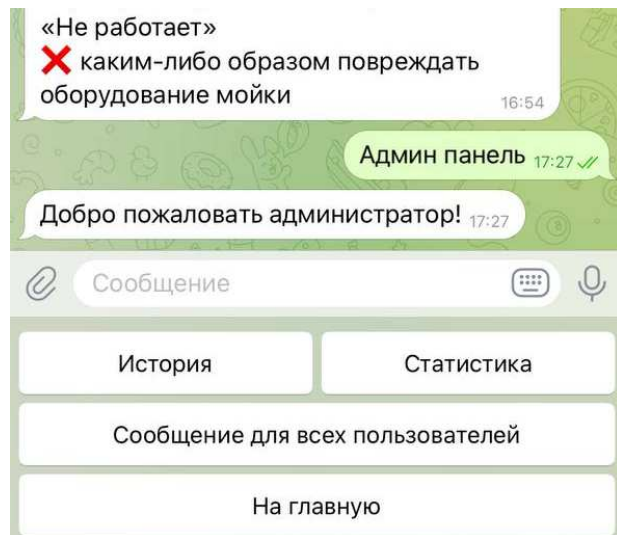 «Не работает»
❌ каким-либо образом повреждать
оборудование мойки
16:54
Админ панель 17:27
Добро пожаловать администратор! 17:27
Сообщение
История
Статистика
Сообщение для всех пользователей
На главную